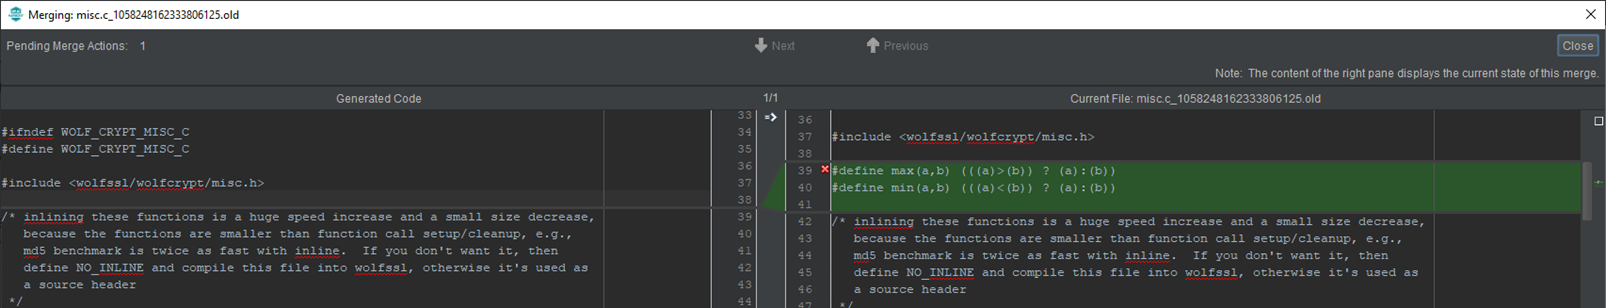 Merging: misc.c_1058248162333806125.old
Pending Merge Actions: 1
Next
Previous
Close
Note: The content of the right pane displays the current state of this merge.
Generated Code
1/1
Current File: misc.c_1058248162333806125.old
33
34 #ifndef WOLF_CRYPT_MISC_C
35 #define WOLF_CRYPT_MISC_C
36
37 #include <wolfssl/wolfcrypt/misc.h>
38
39 /* inlining these functions is a huge speed increase and a small size decrease,
40 because the functions are smaller than function call setup/cleanup, e.g.,
41 md5 benchmark is twice as fast with inline.  If you don't want it, then
42 define NO_INLINE and compile this file into wolfssl, otherwise it's used as
43 a source header
44 */
36
37 #include <wolfssl/wolfcrypt/misc.h>
38
39 #define max(a,b) (((a)>(b)) ? (a):(b))
40 #define min(a,b) (((a)<(b)) ? (a):(b))
41
42 /* inlining these functions is a huge speed increase and a small size decrease,
43 because the functions are smaller than function call setup/cleanup, e.g.,
44 md5 benchmark is twice as fast with inline.  If you don't want it, then
45 define NO_INLINE and compile this file into wolfssl, otherwise it's used as
46 a source header
47 */